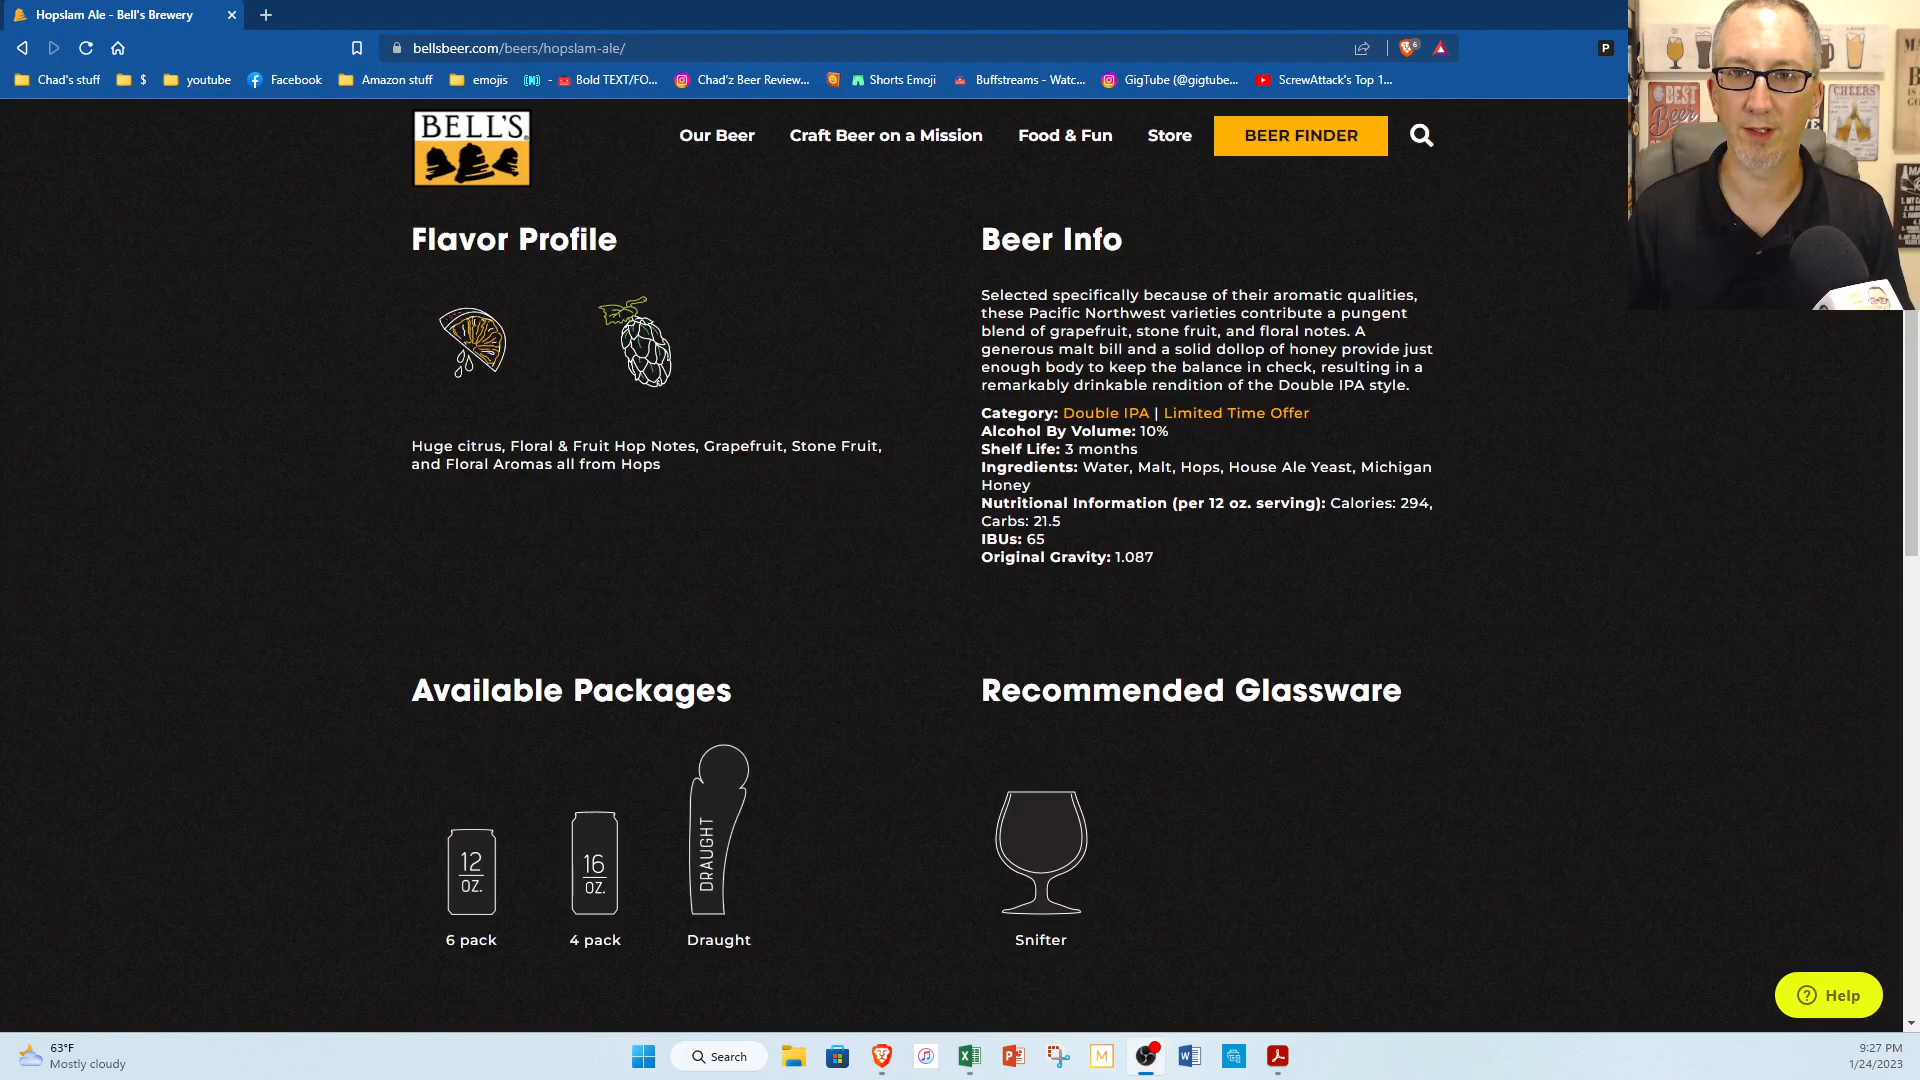 Hopslam Ale - Bell's Brewery
bellsbeer.com/beers/hopslam-ale/
6
P
Chad's stuff
$
youtube
Facebook
Amazon stuff
emojis
[N] -
Bold TEXT/FO...
Chad'z Beer Review...
Shorts Emoji
Buffstreams - Watc...
GigTube (@gigtube...
ScrewAttack's Top 1...
BEST
Beer
CHEERS
BELL'S
Our Beer
Craft Beer on a Mission
Food & Fun
Store
BEER FINDER
Flavor Profile
Huge citrus, Floral & Fruit Hop Notes, Grapefruit, Stone Fruit,
and Floral Aromas all from Hops
Beer Info
Selected specifically because of their aromatic qualities,
these Pacific Northwest varieties contribute a pungent
blend of grapefruit, stone fruit, and floral notes. A
generous malt bill and a solid dollop of honey provide just
enough body to keep the balance in check, resulting in a
remarkably drinkable rendition of the Double IPA style.
Category: Double IPA | Limited Time Offer
Alcohol By Volume: 10%
Shelf Life: 3 months
Ingredients: Water, Malt, Hops, House Ale Yeast, Michigan
Honey
Nutritional Information (per 12 oz. serving): Calories: 294,
Carbs: 21.5
IBUs: 65
Original Gravity: 1.087
Available Packages
12
OZ.
6 pack
16
OZ.
4 pack
DRAUGHT
Draught
Recommended Glassware
Snifter
Help
63°F
Mostly cloudy
Search
M
9:27 PM
1/24/2023